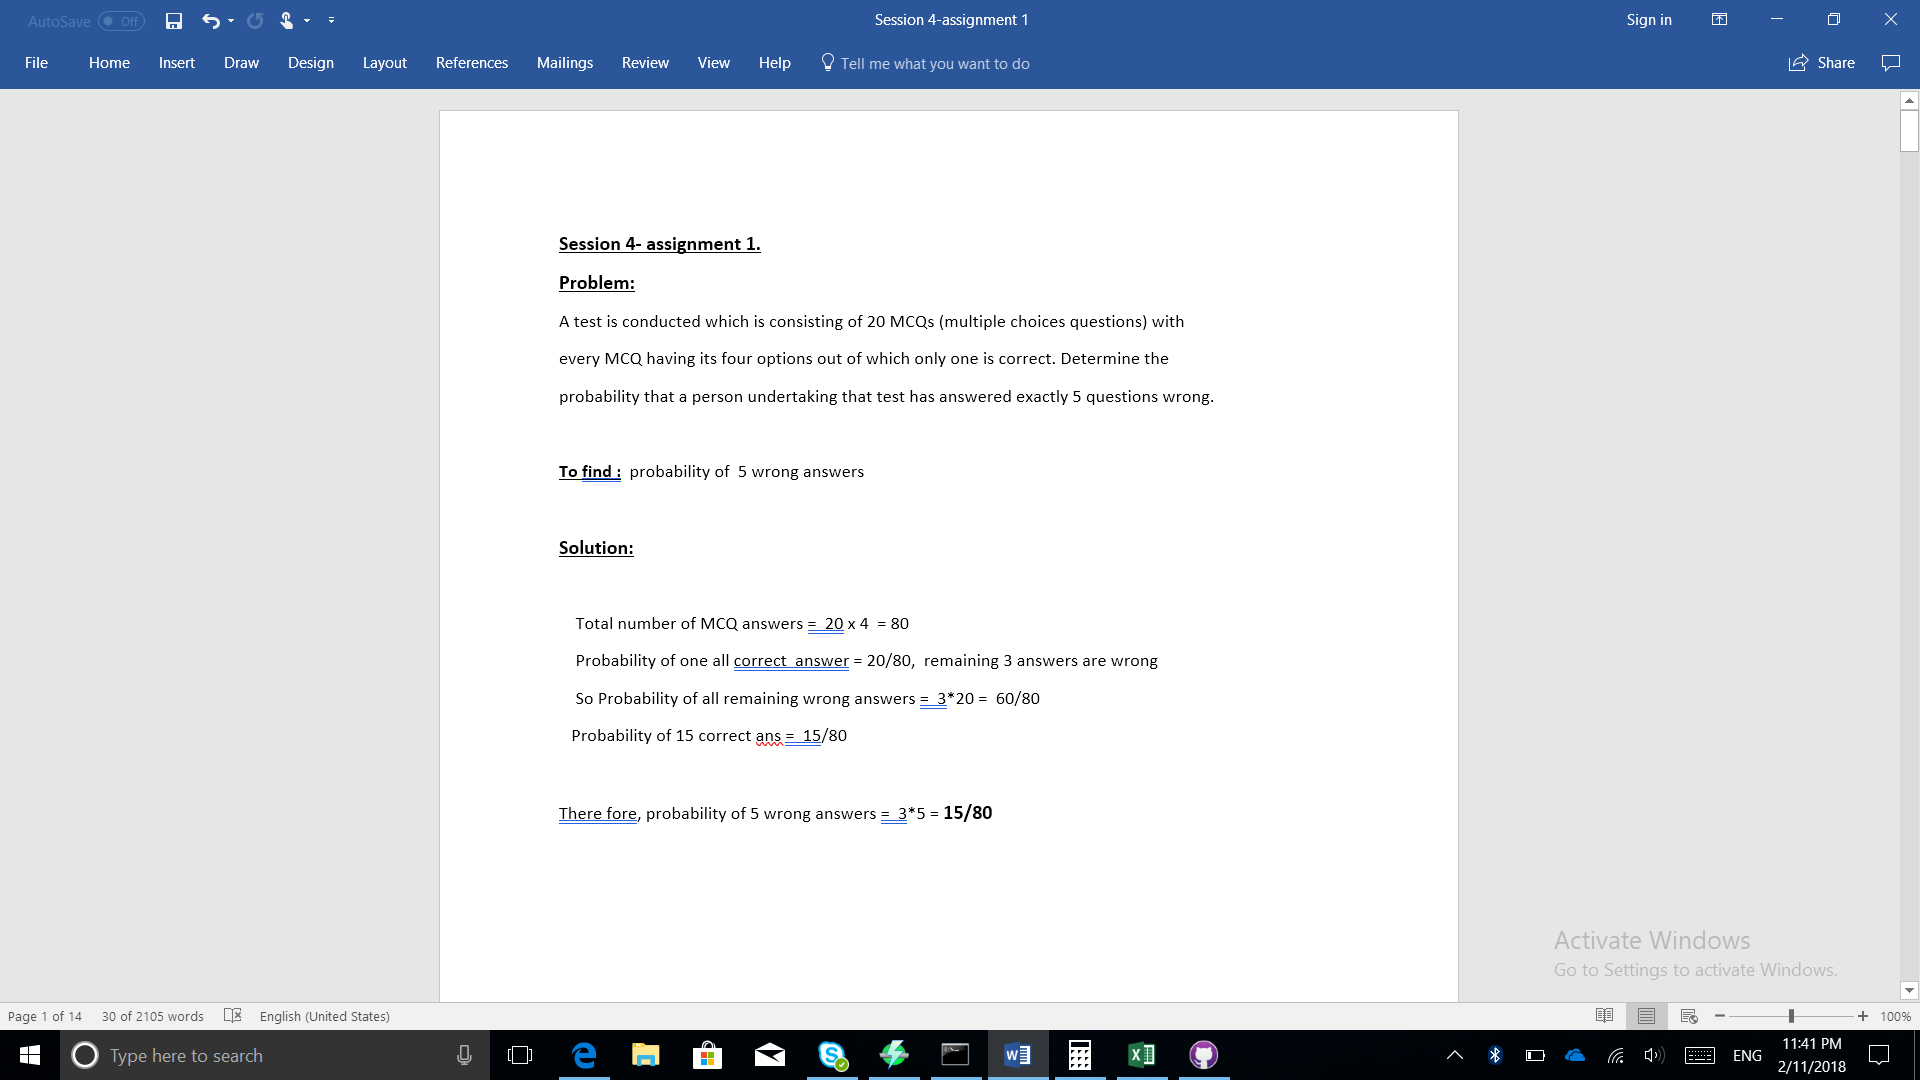 AutoSave Off
Session 4-assignment 1
Sign in
File Home Insert Draw Design Layout References Mailings Review View Help Tell me what you want to do
Share
Session 4- assignment 1.
Problem:
A test is conducted which is consisting of 20 MCQs (multiple choices questions) with
every MCQ having its four options out of which only one is correct. Determine the
probability that a person undertaking that test has answered exactly 5 questions wrong.
To find : probability of 5 wrong answers
Solution:
Total number of MCQ answers = 20 x 4 = 80
Probability of one all correct answer = 20/80, remaining 3 answers are wrong
So Probability of all remaining wrong answers = 3*20 = 60/80
Probability of 15 correct ans = 15/80
There fore, probability of 5 wrong answers = 3*5 = 15/80
Activate Windows
Go to Settings to activate Windows.
Page 1 of 14 30 of 2105 words English (United States)
100%
Type here to search
ENG
11:41 PM
2/11/2018